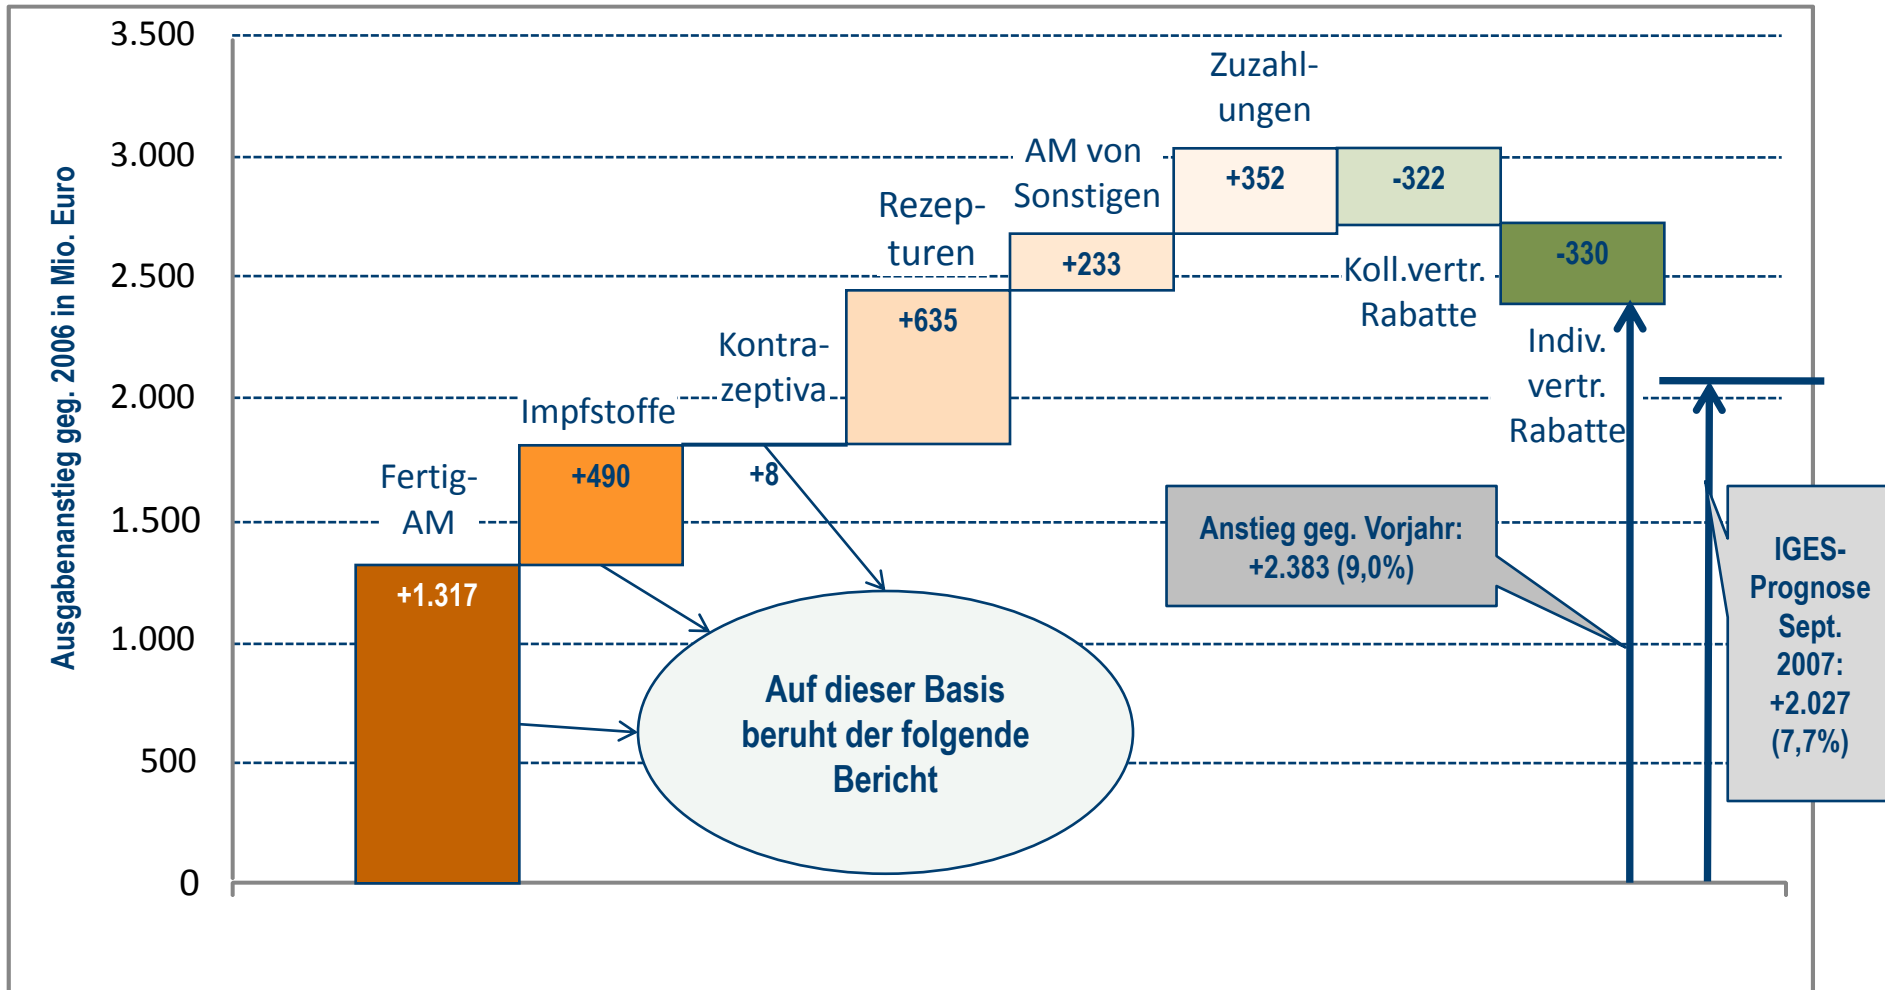 Ausgabenanstieg geg. 2006 in Mio. Euro
3.500
3.000
2.500
2.000
1.500
1.000
500
0
Fertig-
AM
+1.317
Impfstoffe
+490
Kontra-
zeptiva
+8
Rezep-
turen
+635
AM von
Sonstigen
+233
Zuzahl-
ungen
+352
-322
Koll.vertr.
Rabatte
-330
Indiv.
vertr.
Rabatte
Anstieg geg. Vorjahr:
+2.383 (9,0%)
IGES-
Prognose
Sept.
2007:
+2.027
(7,7%)
Auf dieser Basis
beruht der folgende
Bericht